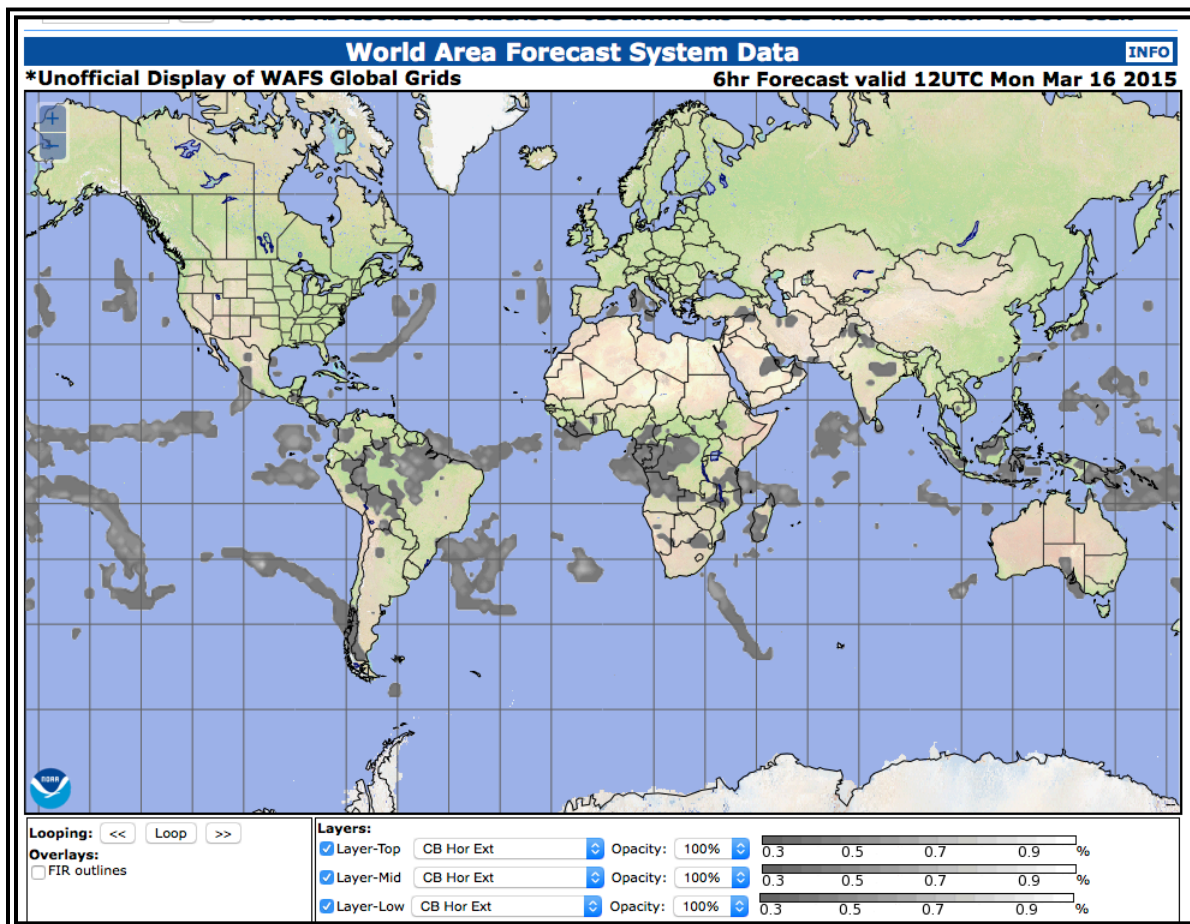 World Area Forecast System Data
INFO
*Unofficial Display of WAFS Global Grids
6hr Forecast valid 12UTC Mon Mar 16 2015
+
−
NOAA
Looping: << Loop >>
Overlays:
FIR outlines
Layers:
Layer-Top CB Hor Ext Opacity: 100%
0.3 0.5 0.7 0.9 %
Layer-Mid CB Hor Ext Opacity: 100%
0.3 0.5 0.7 0.9 %
Layer-Low CB Hor Ext Opacity: 100%
0.3 0.5 0.7 0.9 %